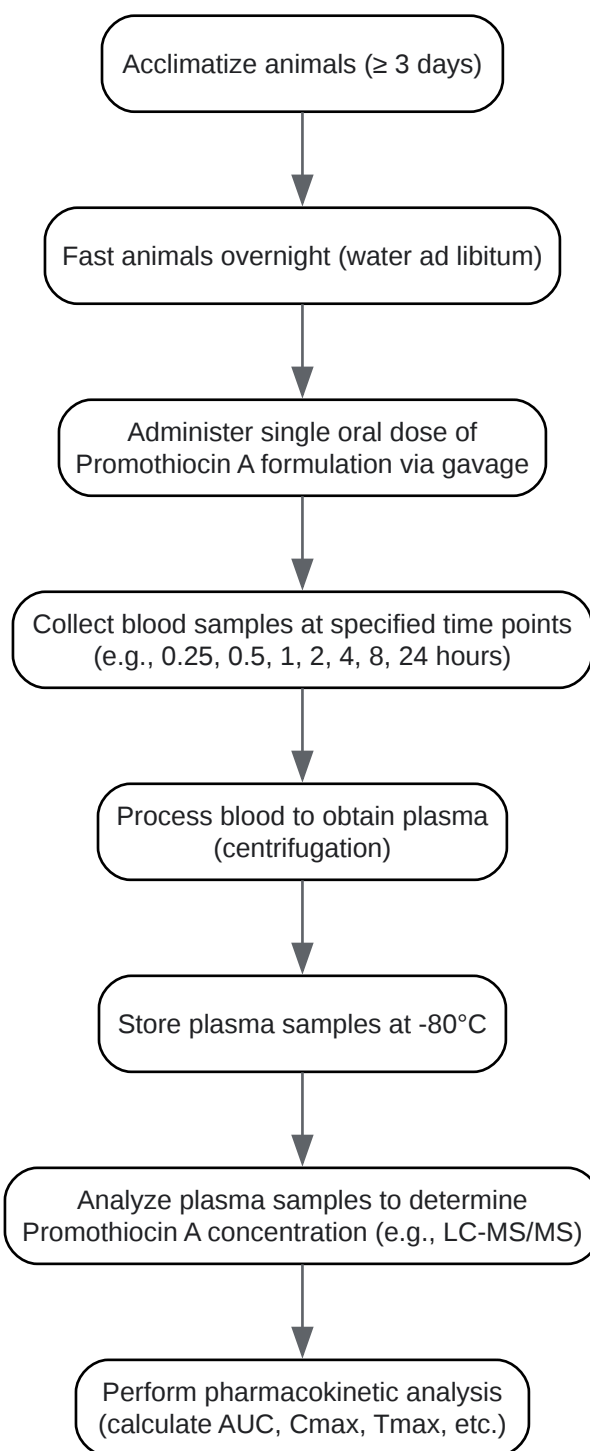 Acclimatize animals (≥ 3 days)
Fast animals overnight (water ad libitum)
Administer single oral dose of
Promothiocin A formulation via gavage
Collect blood samples at specified time points
(e.g., 0.25, 0.5, 1, 2, 4, 8, 24 hours)
Process blood to obtain plasma
(centrifugation)
Store plasma samples at -80°C
Analyze plasma samples to determine
Promothiocin A concentration (e.g., LC-MS/MS)
Perform pharmacokinetic analysis
(calculate AUC, Cmax, Tmax, etc.)